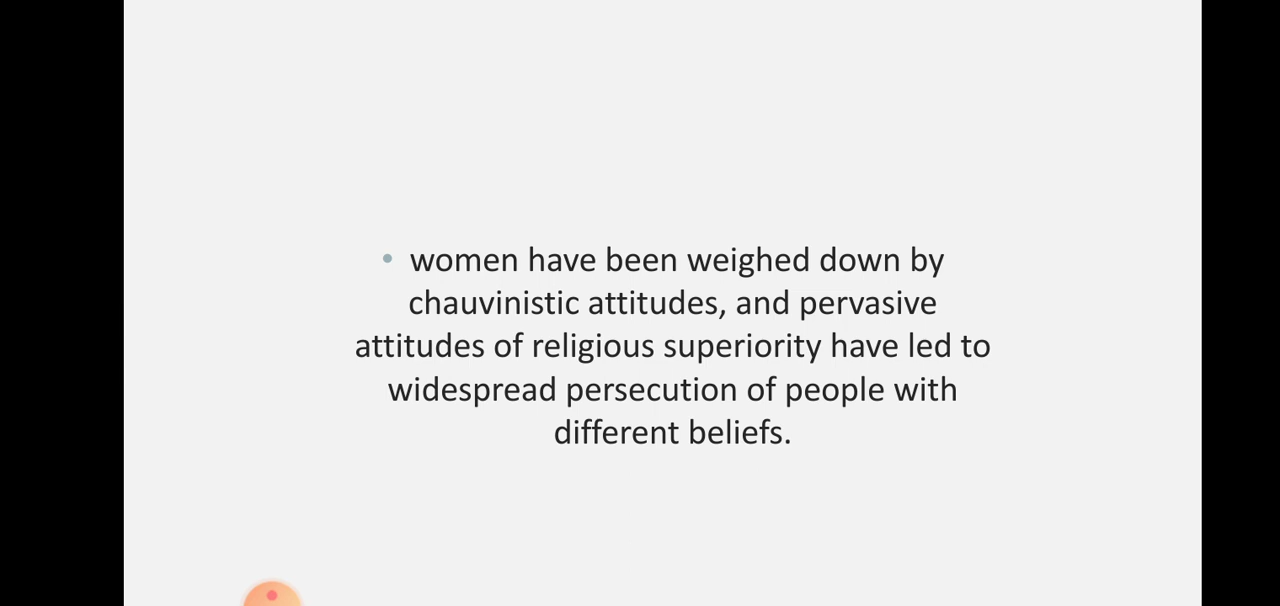 • women have been weighed down by
chauvinistic attitudes, and pervasive
attitudes of religious superiority have led to
widespread persecution of people with
different beliefs.